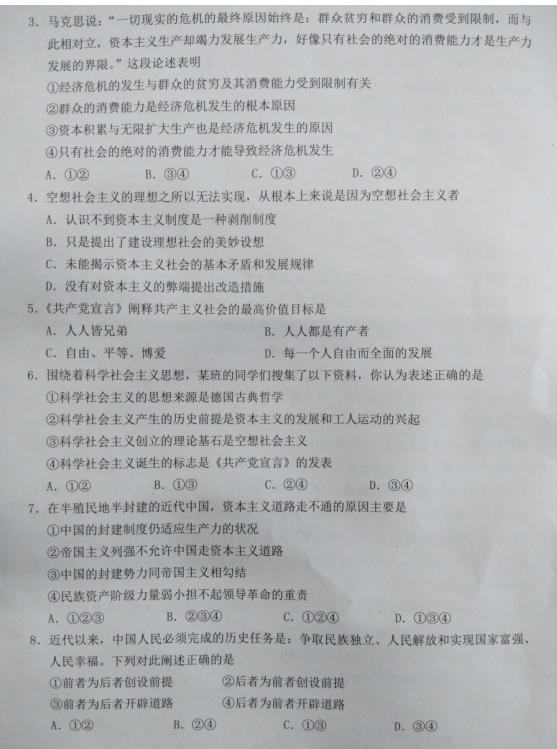 3. 马克思说：“一切现实的危机的最终原因始终是：群众贫穷和群众的消费受到限制，而与
此相对立，资本主义生产却竭力发展生产力，好像只有社会的绝对的消费能力才是生产力
发展的界限。”这段论述表明
①经济危机的发生与群众的贫穷及其消费能力受到限制有关
②群众的消费能力是经济危机发生的根本原因
③资本积累与无限扩大生产也是经济危机发生的原因
④只有社会的绝对的消费能力才能导致经济危机发生
A. ①② B. ③④ C. ①③ D. ②④
4. 空想社会主义的理想之所以无法实现，从根本上来说是因为空想社会主义者
A. 认识不到资本主义制度是一种剥削制度
B. 只是提出了建设理想社会的美妙设想
C. 未能揭示资本主义社会的基本矛盾和发展规律
D. 没有对资本主义的弊端提出改造措施
5.《共产党宣言》阐释共产主义社会的最高价值目标是
A. 人人皆兄弟 B. 人人都是有产者
C. 自由、平等、博爱 D. 每一个人自由而全面的发展
6. 围绕着科学社会主义思想，某班的同学们搜集了以下资料，你认为表述正确的是
①科学社会主义的思想来源是德国古典哲学
②科学社会主义产生的历史前提是资本主义的发展和工人运动的兴起
③科学社会主义创立的理论基石是空想社会主义
④科学社会主义诞生的标志是《共产党宣言》的发表
A. ①② B. ①③ C. ②④ D. ③④
7. 在半殖民地半封建的近代中国，资本主义道路走不通的原因主要是
①中国的封建制度仍适应生产力的状况
②帝国主义列强不允许中国走资本主义道路
③中国的封建势力同帝国主义相勾结
④民族资产阶级力量弱小担不起领导革命的重责
A. ①②③ B. ②③④ C. ①②④ D. ①③④
8. 近代以来，中国人民必须完成的历史任务是：争取民族独立、人民解放和实现国家富强、
人民幸福。下列对此阐述正确的是
①前者为后者创设前提 ②后者为前者创设前提
③前者为后者开辟道路 ④后者为前者开辟道路
A. ①② B. ②④ C. ①③ D. ③④